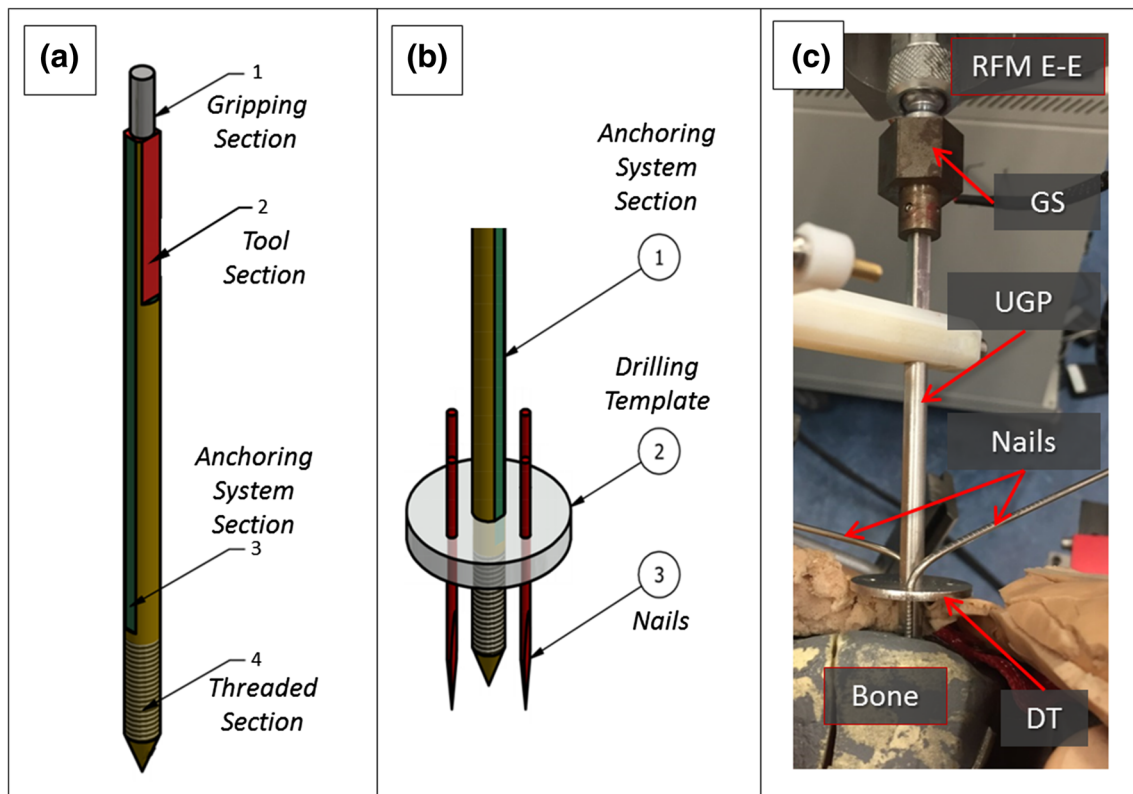 (a)
1
Gripping
Section
2
Tool
Section
Anchoring
System
Section
3
4
Threaded
Section
(b)
Anchoring
System
Section
1
Drilling
Template
2
3
Nails
(c)
RFM E-E
GS
UGP
Nails
Bone
DT